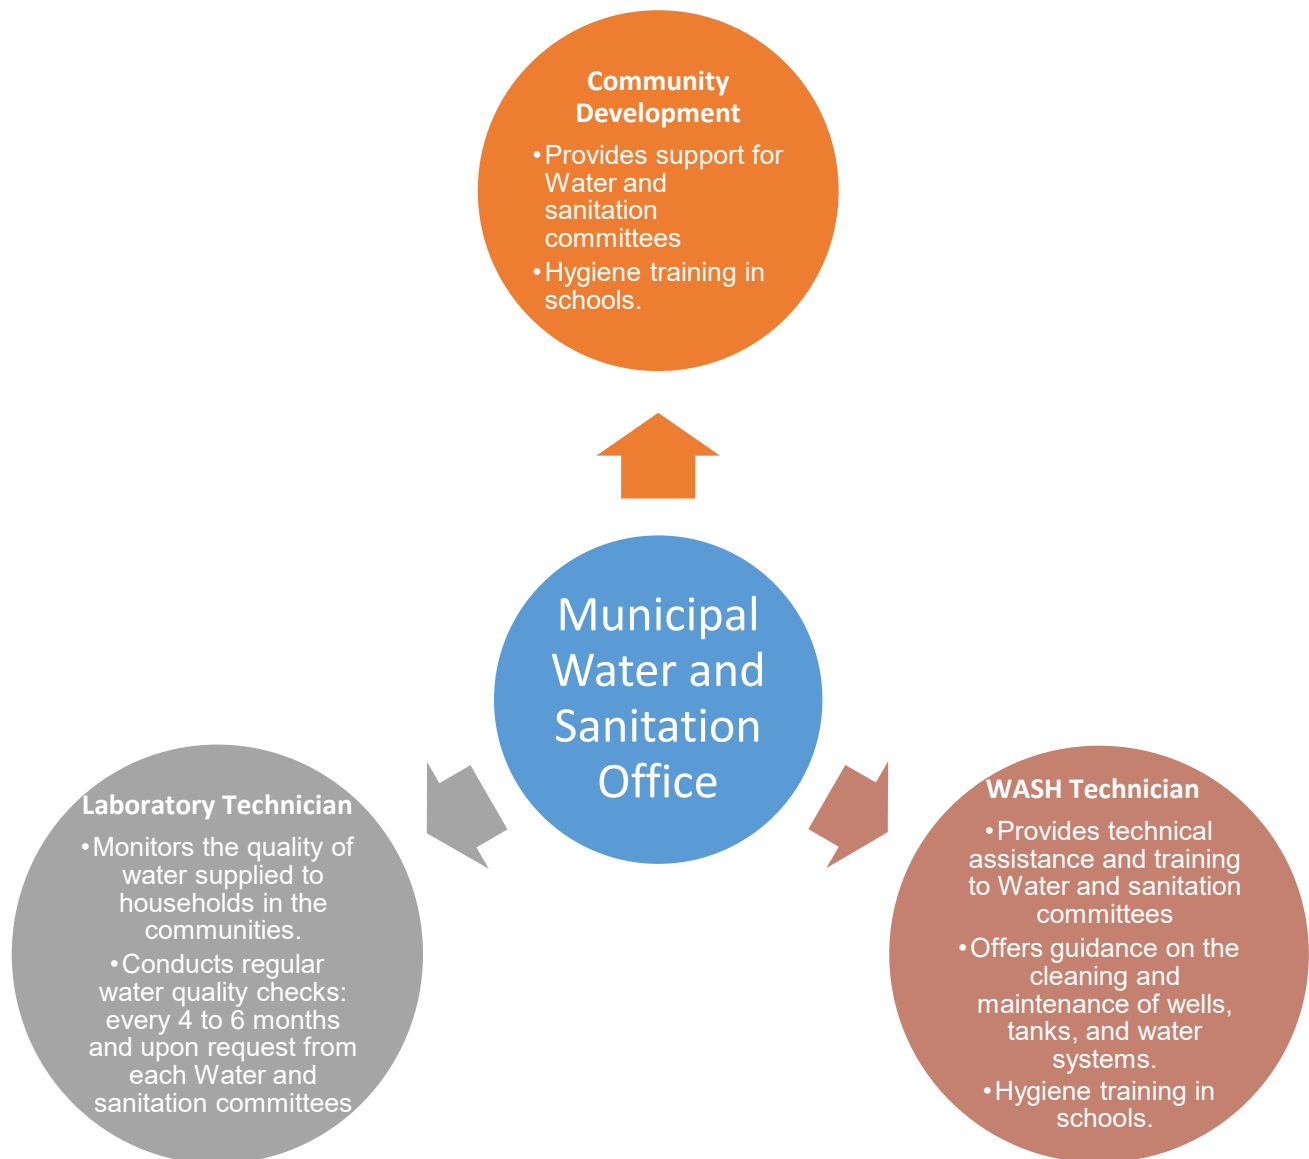 Community
Development
•Provides support for
Water and
sanitation
committees
•Hygiene training in
schools.
Municipal
Water and
Sanitation
Office
Laboratory Technician
•Monitors the quality of
water supplied to
households in the
communities.
•Conducts regular
water quality checks:
every 4 to 6 months
and upon request from
each Water and
sanitation committees
WASH Technician
•Provides technical
assistance and training
to Water and sanitation
committees
•Offers guidance on the
cleaning and
maintenance of wells,
tanks, and water
systems.
•Hygiene training in
schools.